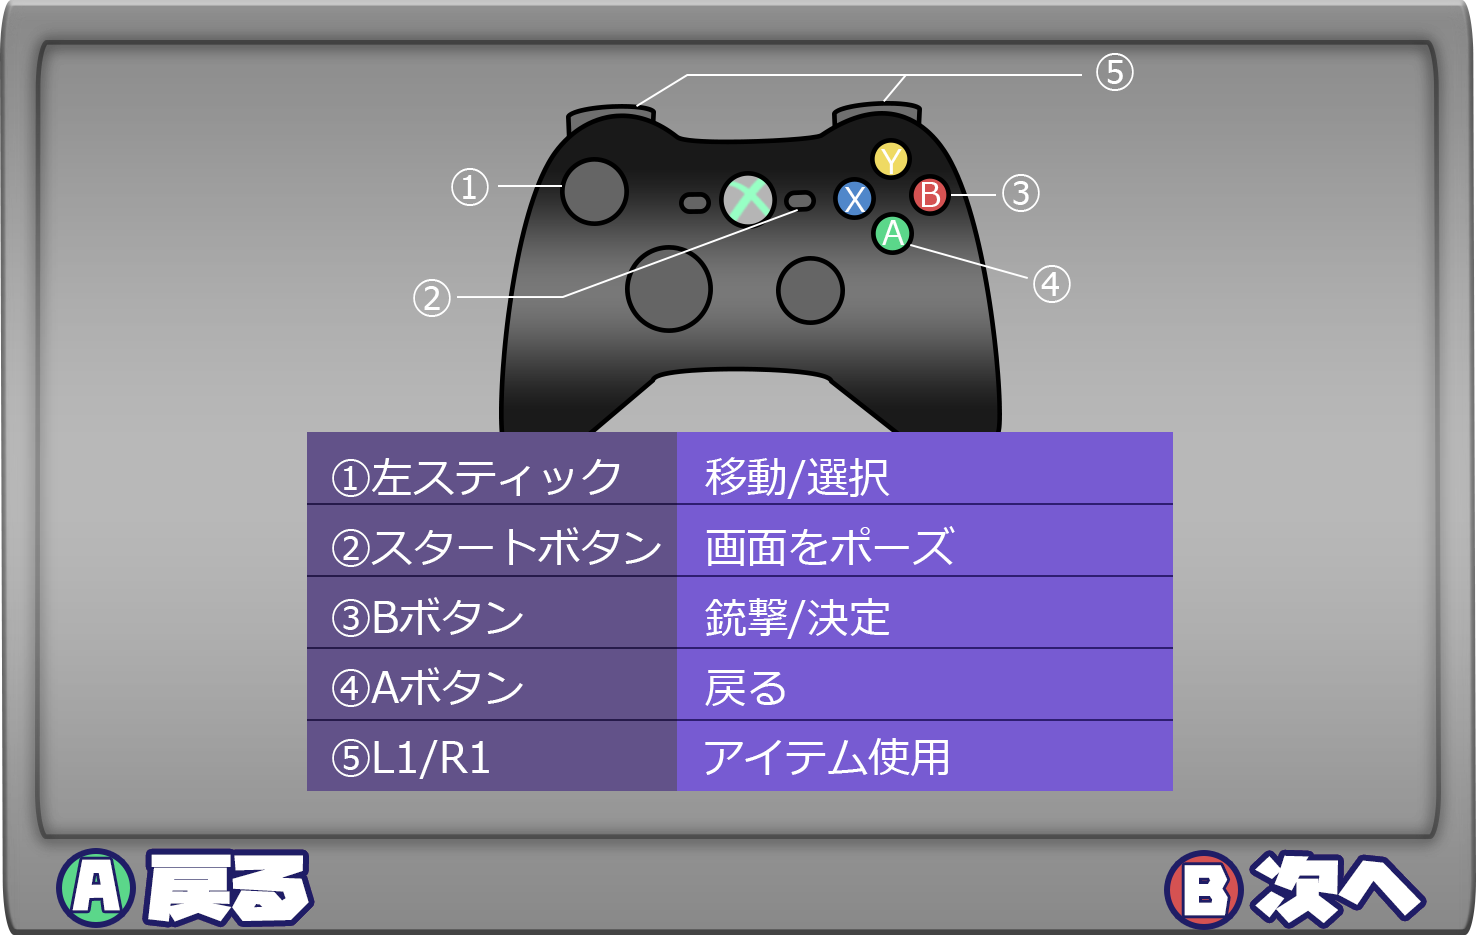 ⑤
Y
① X B ③
A
② ④
①左スティック 移動/選択
②スタートボタン 画面をポーズ
③Bボタン 銃撃/決定
④Aボタン 戻る
⑤L1/R1 アイテム使用
A 戻る B 次へ